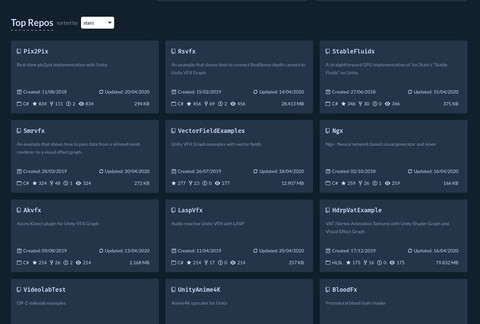 Top Repos sorted by stars
Pix2Pix
Real-time pix2pix implementation with Unity
Created: 11/08/2018 Updated: 20/04/2020
C# 834 111 2 834 294 KB
Rsvfx
An example that shows how to connect RealSense depth camera to
Unity VFX Graph
Created: 15/02/2019 Updated: 14/04/2020
C# 456 69 2 456 28.413 MB
StableFluids
A straightforward GPU implementation of Jos Stam's "Stable
Fluids" on Unity.
Created: 27/06/2018 Updated: 15/04/2020
C# 346 30 0 346 375 KB
Smrvfx
An example that shows how to pass data from a skinned mesh
renderer to a visual effect graph.
Created: 28/03/2019 Updated: 20/04/2020
C# 324 48 1 324 272 KB
VectorFieldExamples
Unity VFX Graph examples with vector fields
Created: 26/07/2019 Updated: 18/04/2020
277 23 0 277 12.907 MB
Ngx
Ngx - Neural network based visual generator and mixer
Created: 02/10/2018 Updated: 16/04/2020
C# 259 26 1 259 166 KB
Akvfx
Azure Kinect plugin for Unity VFX Graph
Created: 09/08/2019 Updated: 13/04/2020
C# 214 26 2 214 2.168 MB
LaspVfx
Audio reactive Unity VFX with LASP
Created: 11/04/2019 Updated: 20/04/2020
C# 214 17 0 214 257 KB
HdrpVatExample
VAT (Vertex Animation Texture) with Unity Shader Graph and
Visual Effect Graph
Created: 17/12/2019 Updated: 16/04/2020
HLSL 175 16 0 175 79.832 MB
VideolabTest
OP-Z videolab examples
UnityAnime4K
Anime4K upscaler for Unity
BloodFx
Procedural blood stain shader